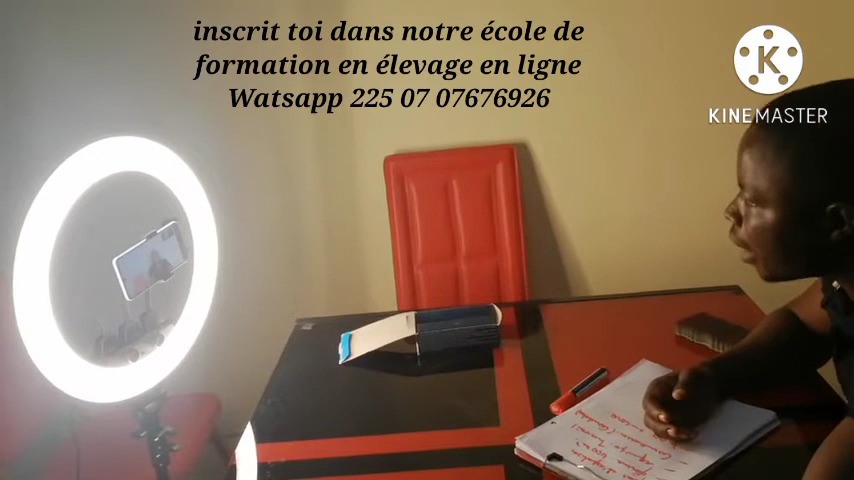 inscrit toi dans notre école de
formation en élevage en ligne
Watsapp 225 07 07676926
K
KINEMASTER